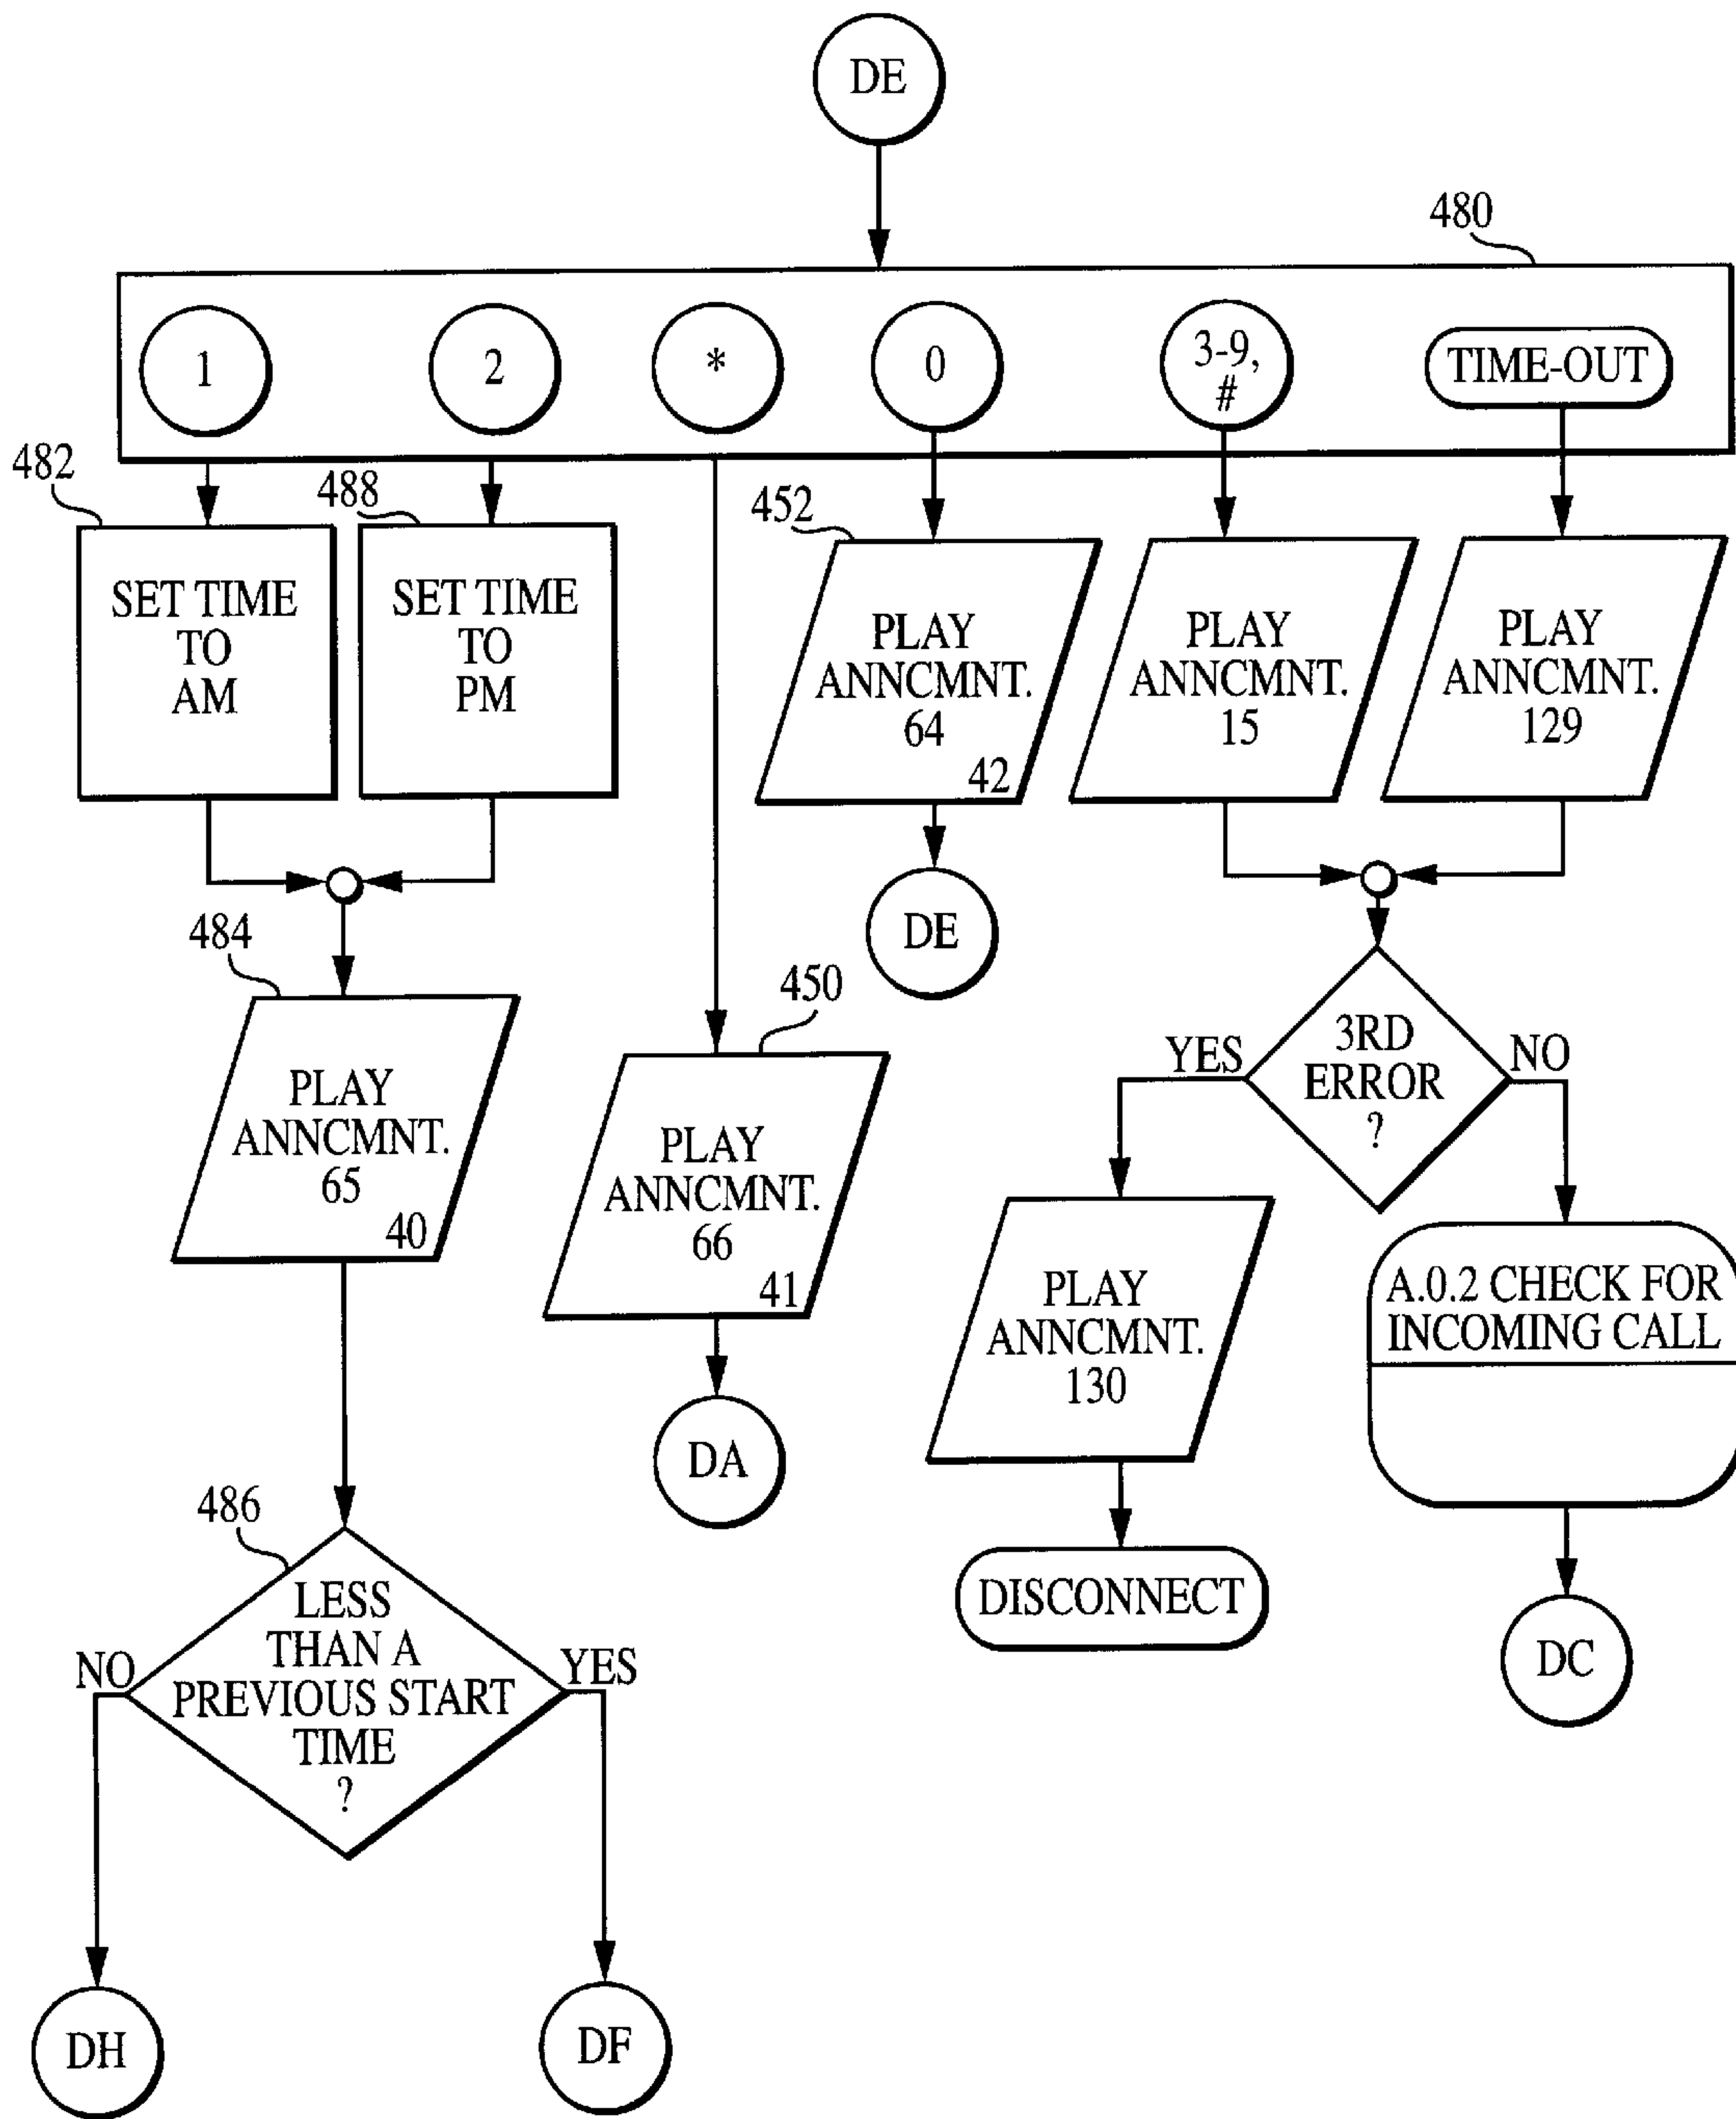 DE
480
1
2
*
0
3-9,
#
TIME-OUT
482
488
452
SET TIME
TO
AM
SET TIME
TO
PM
PLAY
ANNCMNT.
64
42
PLAY
ANNCMNT.
15
PLAY
ANNCMNT.
129
DE
484
PLAY
ANNCMNT.
65
40
450
PLAY
ANNCMNT.
66
41
DA
YES
3RD
ERROR
?
NO
PLAY
ANNCMNT.
130
DISCONNECT
A.0.2 CHECK FOR
INCOMING CALL
DC
486
NO
LESS
THAN A
PREVIOUS START
TIME
?
YES
DH
DF